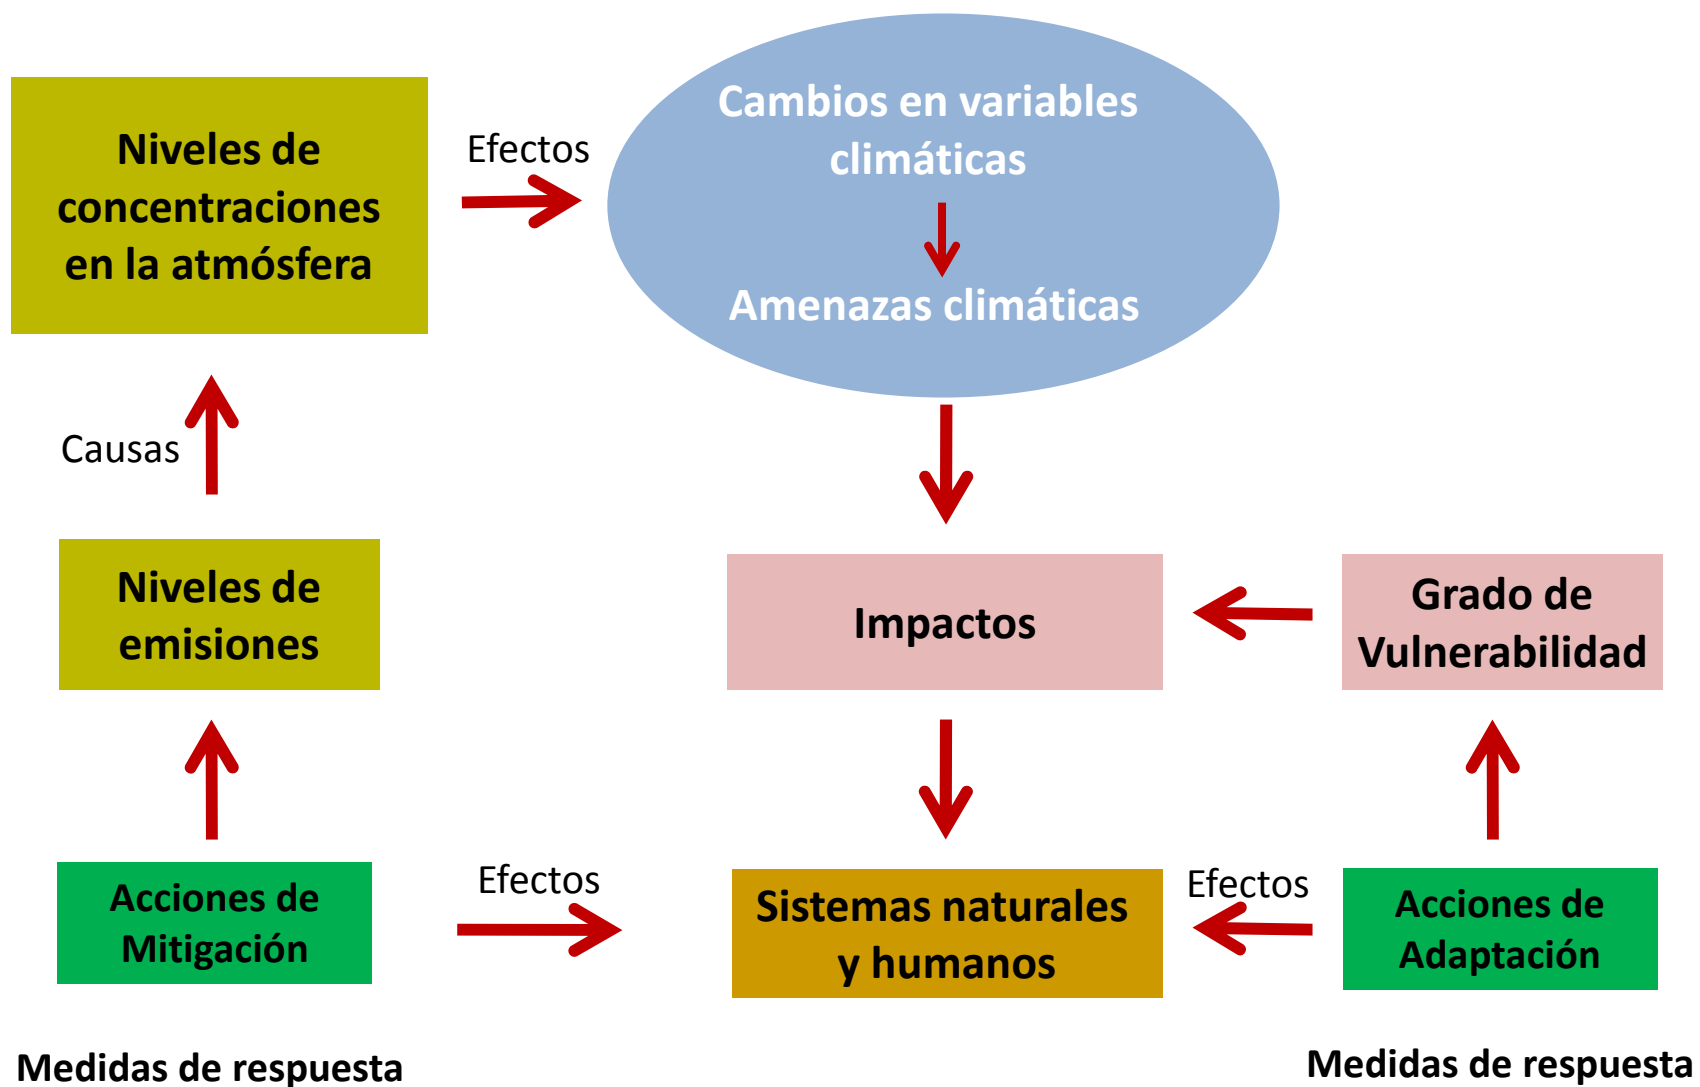 Niveles de
concentraciones
en la atmósfera
Efectos
Cambios en variables
climáticas
Amenazas climáticas
Causas
Niveles de
emisiones
Impactos
Grado de
Vulnerabilidad
Acciones de
Mitigación
Efectos
Sistemas naturales
y humanos
Efectos
Acciones de
Adaptación
Medidas de respuesta
Medidas de respuesta